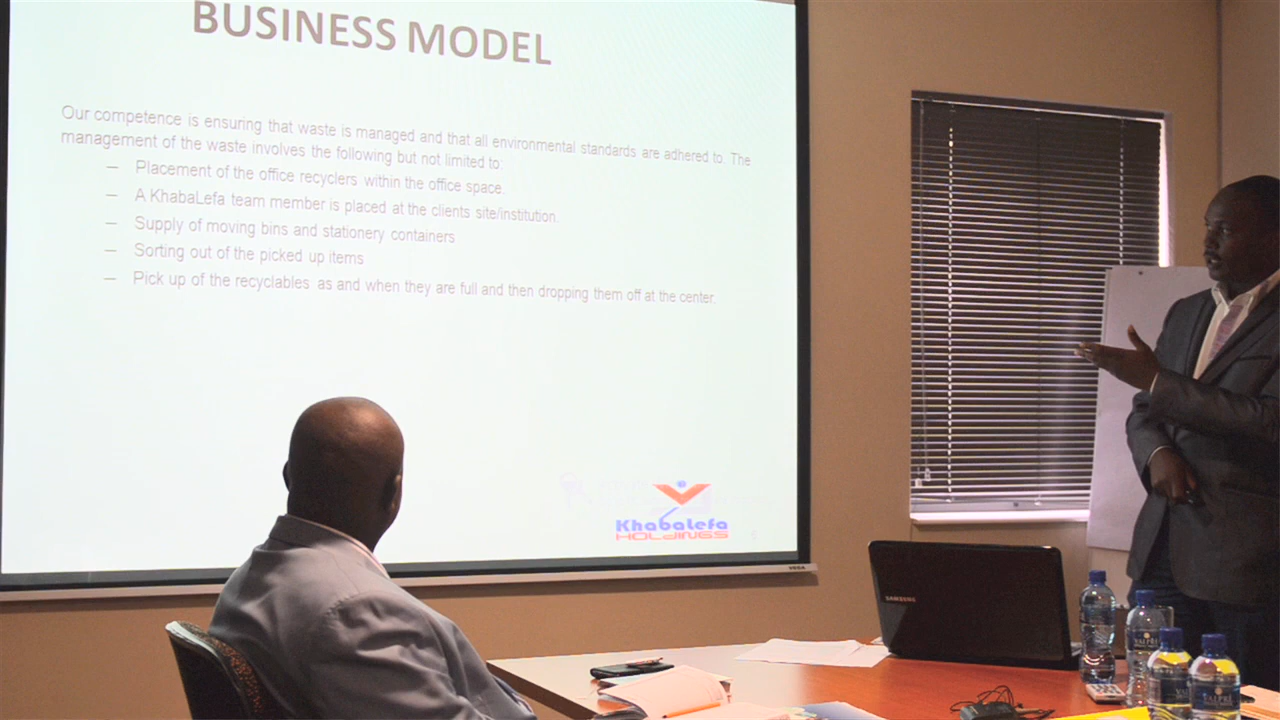 BUSINESS MODEL
Our competence is ensuring that waste is managed and that all environmental standards are adhered to. The
management of the waste involves the following but not limited to:
— Placement of the office recyclers within the office space.
— A KhabaLefa team member is placed at the clients site/institution.
— Supply of moving bins and stationery containers
— Sorting out of the picked up items
— Pick up of the recyclables as and when they are full and then dropping them off at the center.
KhabaLefa
HOLDINGS
VEGA
SAMSUNG
VALPRÉ
VALPRÉ
VALPRÉ